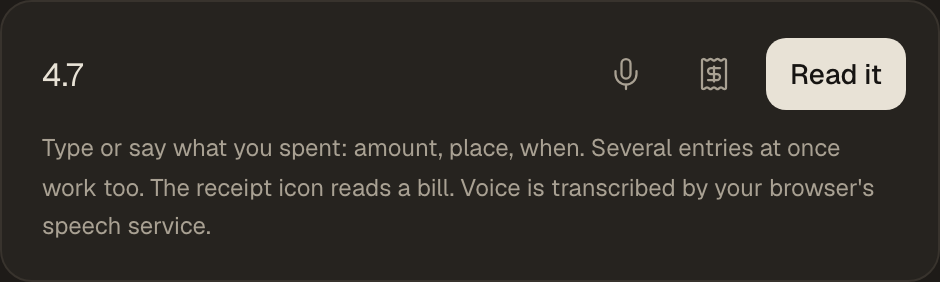 4.7
Read it
Type or say what you spent: amount, place, when. Several entries at once
work too. The receipt icon reads a bill. Voice is transcribed by your browser's
speech service.